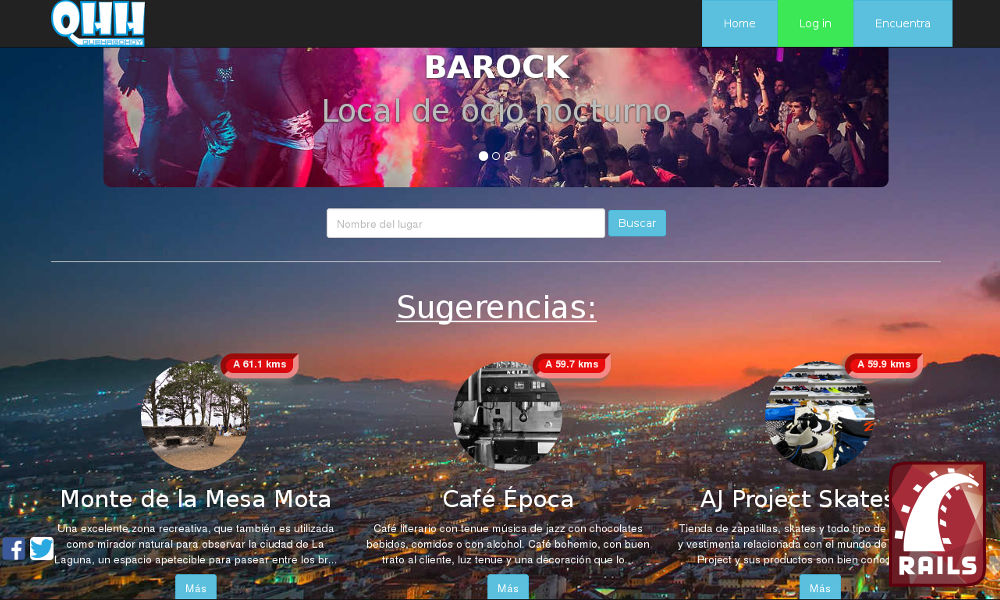 QHH
QUEHACEHOY
Home
Log in
Encuentra
BAROCK
Local de ocio nocturno
Nombre del lugar
Buscar
Sugerencias:
A 61.1 kms
A 59.7 kms
A 59.9 kms
Monte de la Mesa Mota
Una excelente zona recreativa, que también es utilizada
como mirador natural para observar la ciudad de La
Laguna, un espacio apetecible para pasear entre los br...
Más
Café Época
Café literario con tenue música de jazz con chocolates
bebidos, comidos o con alcohol. Café bohemio, con buen
trato al cliente, luz tenue y una decoración que lo...
Más
AJ Project Skates
Tienda de zapatillas, skates y todo tipo de
y vestimenta relacionada con el mundo de
Project y sus productos son bien conoc
Más
RAILS